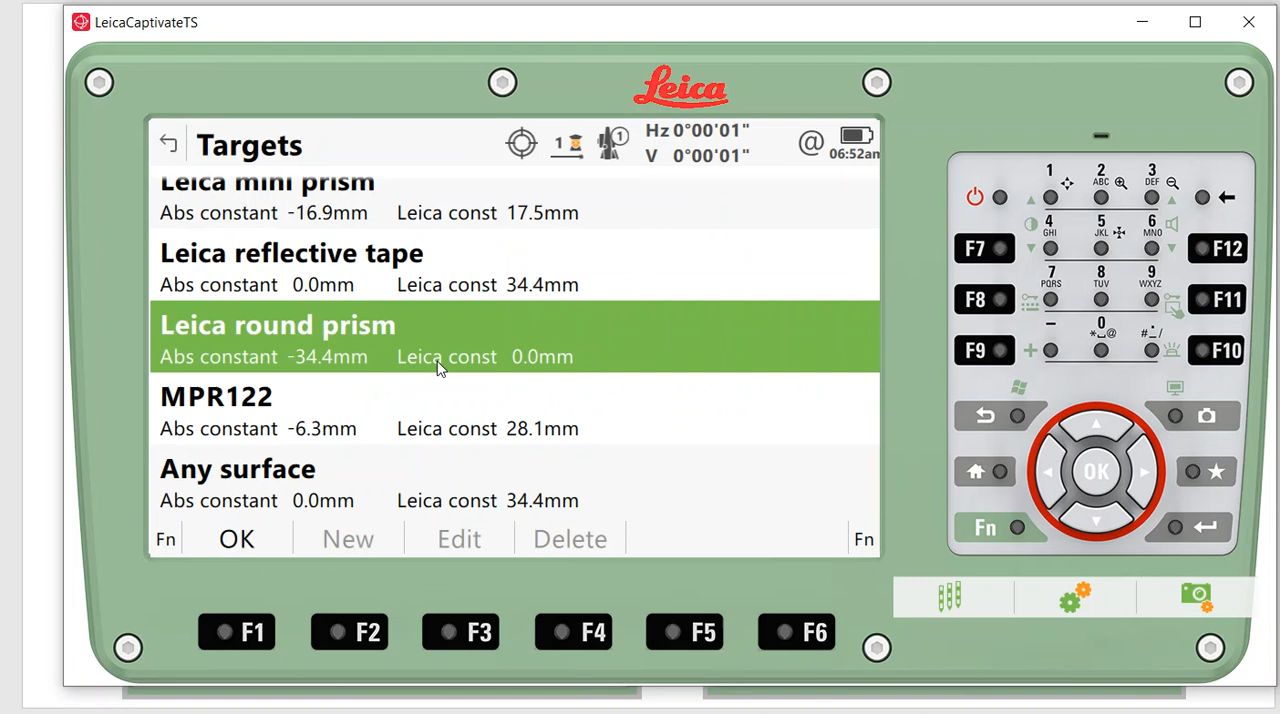 LeicaCaptivateTS
Leica
Targets
1
1
Hz 0°00'01"
V 0°00'01"
@
06:52am
Leica mini prism
Abs constant -16.9mm Leica const 17.5mm
Leica reflective tape
Abs constant 0.0mm Leica const 34.4mm
Leica round prism
Abs constant -34.4mm Leica const 0.0mm
MPR122
Abs constant -6.3mm Leica const 28.1mm
Any surface
Abs constant 0.0mm Leica const 34.4mm
Fn OK New Edit Delete Fn
F1 F2 F3 F4 F5 F6
1 2 3
ABC DEF
4 5 6
GHI JKL MNO
F7 F12
7 8 9
PQRS TUV WXYZ
F8 F11
- 0 .
*␣@ #_/
F9 + F10
OK
Fn